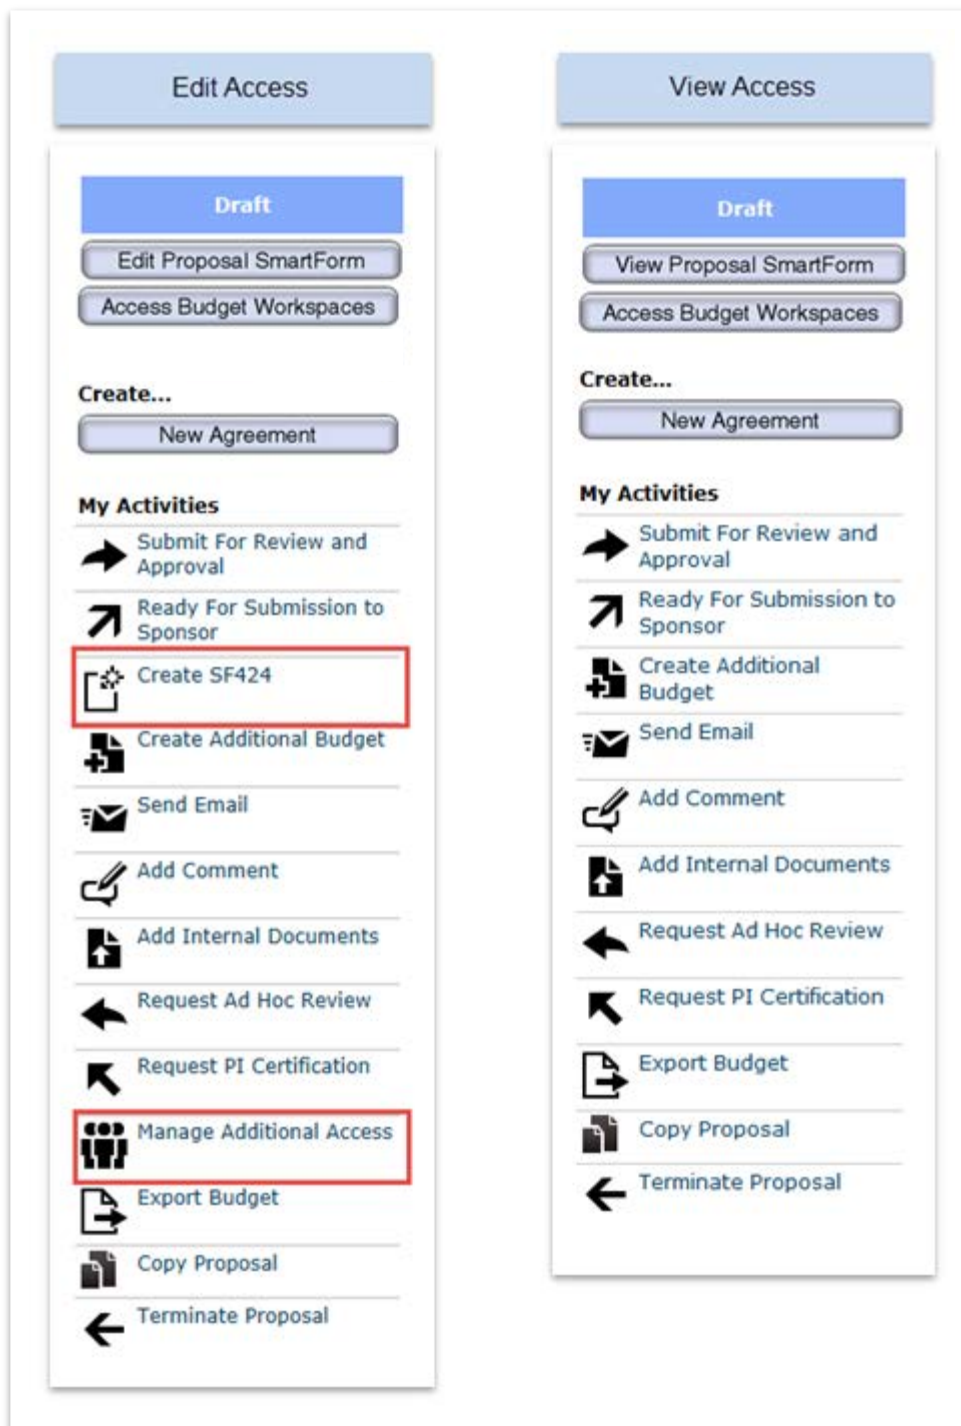 Edit Access
Draft
Edit Proposal SmartForm
Access Budget Workspaces
Create...
New Agreement
My Activities
Submit For Review and
Approval
Ready For Submission to
Sponsor
Create SF424
Create Additional Budget
Send Email
Add Comment
Add Internal Documents
Request Ad Hoc Review
Request PI Certification
Manage Additional Access
Export Budget
Copy Proposal
Terminate Proposal
View Access
Draft
View Proposal SmartForm
Access Budget Workspaces
Create...
New Agreement
My Activities
Submit For Review and
Approval
Ready For Submission to
Sponsor
Create Additional
Budget
Send Email
Add Comment
Add Internal Documents
Request Ad Hoc Review
Request PI Certification
Export Budget
Copy Proposal
Terminate Proposal